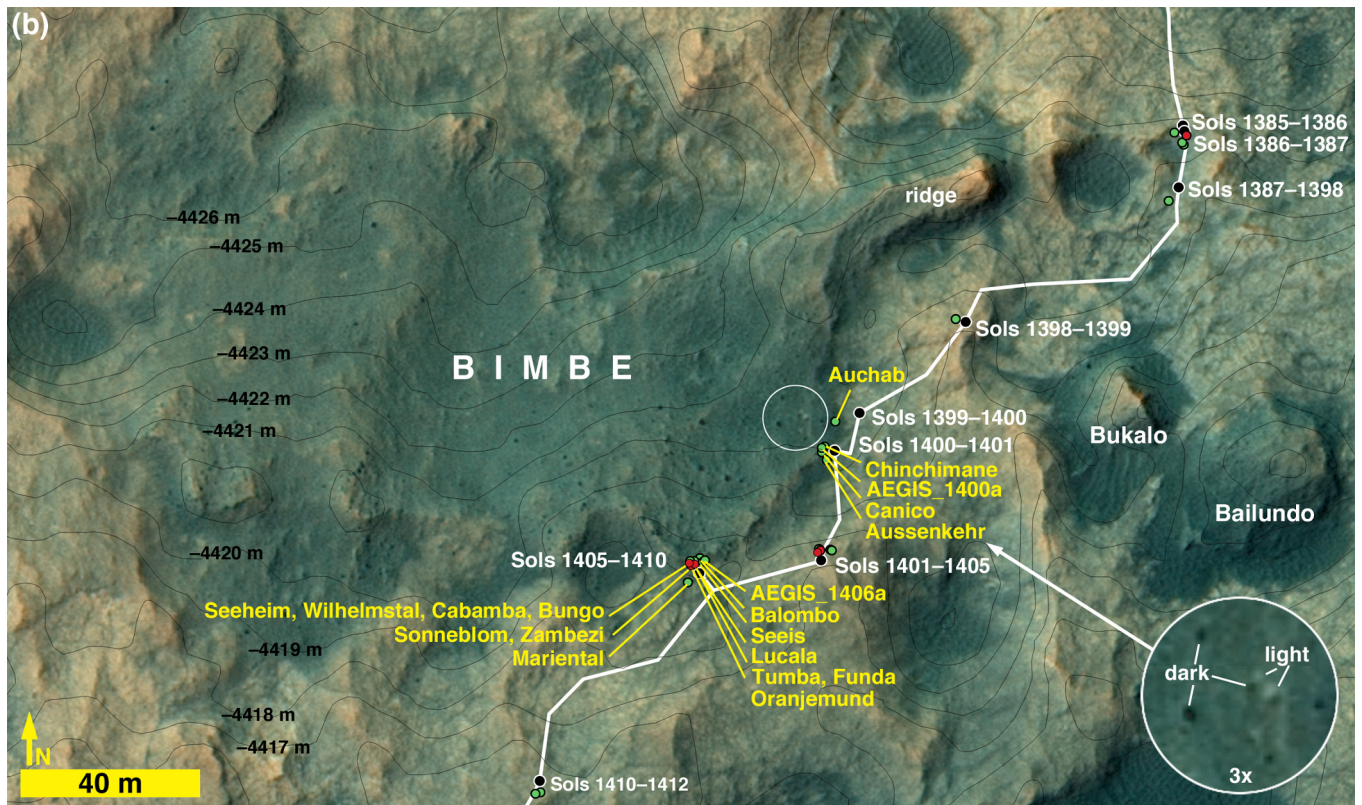 (b)
Sols 1385–1386
Sols 1386–1387
Sols 1387–1398
ridge
–4426 m
–4425 m
–4424 m
–4423 m
–4422 m
–4421 m
–4420 m
–4419 m
–4418 m
–4417 m
Sols 1398–1399
BIMBE
Auchab
Sols 1399–1400
Sols 1400–1401
Chinchimane
AEGIS_1400a
Canico
Aussenkehr
Bukalo
Bailundo
Sols 1405–1410
Sols 1401–1405
Seeheim, Wilhelmstal, Cabamba, Bungo
Sonneblom, Zambezi
Mariental
AEGIS_1406a
Balombo
Seeis
Lucala
Tumba, Funda
Oranjemund
dark
light
3x
N
40 m
Sols 1410–1412